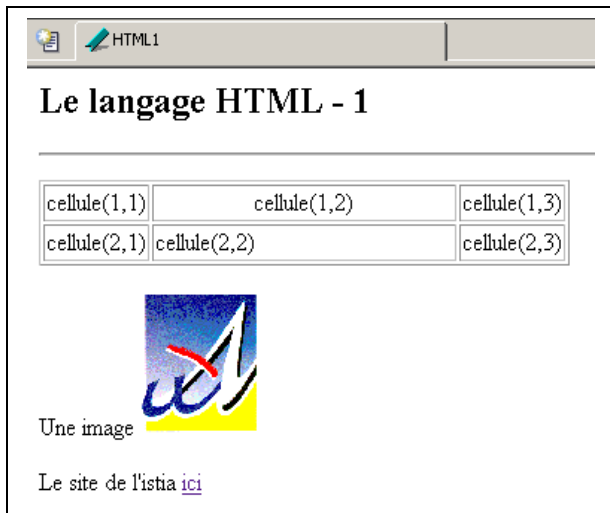 HTML1
Le langage HTML - 1
cellule(1,1) cellule(1,2) cellule(1,3)
cellule(2,1) cellule(2,2) cellule(2,3)
Une image
Le site de l'istia ici